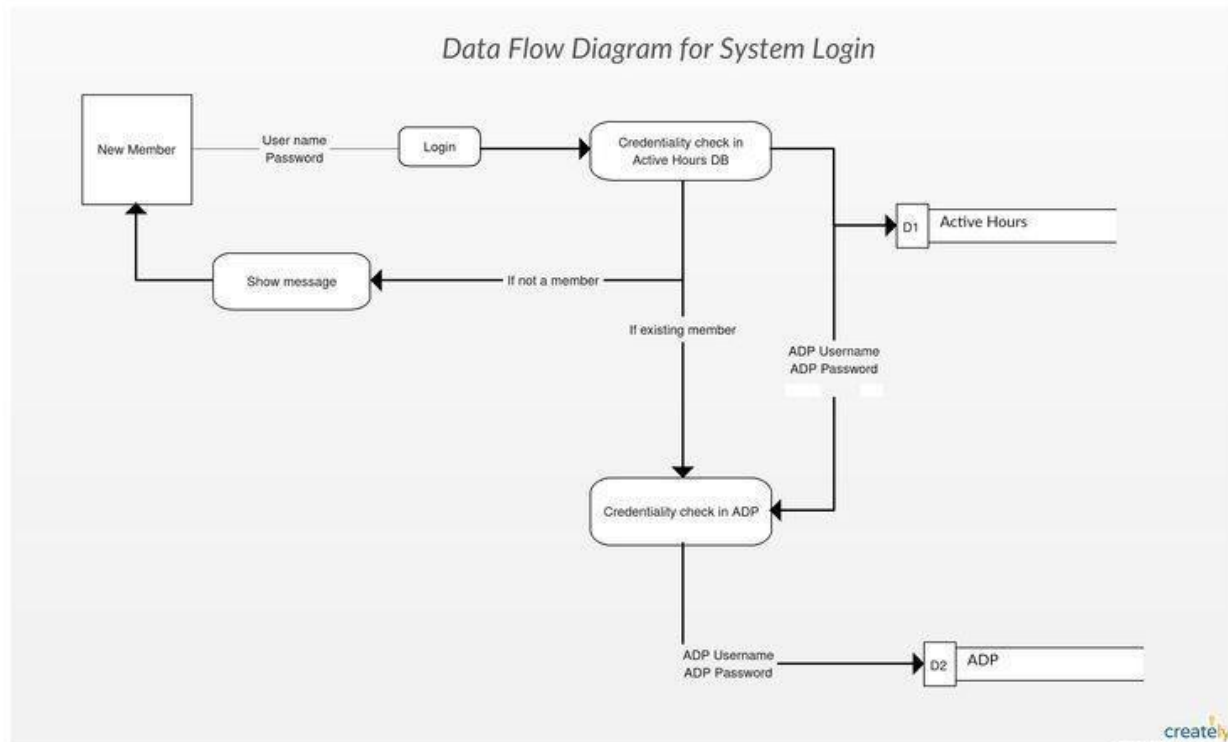 Data Flow Diagram for System Login
New Member
User name
Password
Login
Credentiality check in
Active Hours DB
D1
Active Hours
Show message
If not a member
If existing member
ADP Username
ADP Password
Credentiality check in ADP
ADP Username
ADP Password
D2
ADP
creately